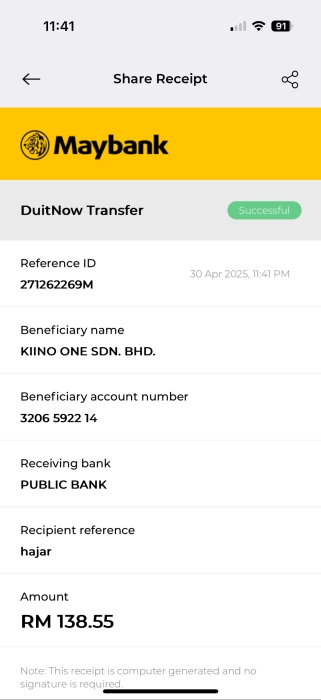 11:41
91
Share Receipt
Maybank
DuitNow Transfer
Successful
Reference ID
30 Apr 2025, 11:41 PM
271262269M
Beneficiary name
KIINO ONE SDN. BHD.
Beneficiary account number
3206 5922 14
Receiving bank
PUBLIC BANK
Recipient reference
hajar
Amount
RM 138.55
Note: This receipt is computer generated and no
signature is required.